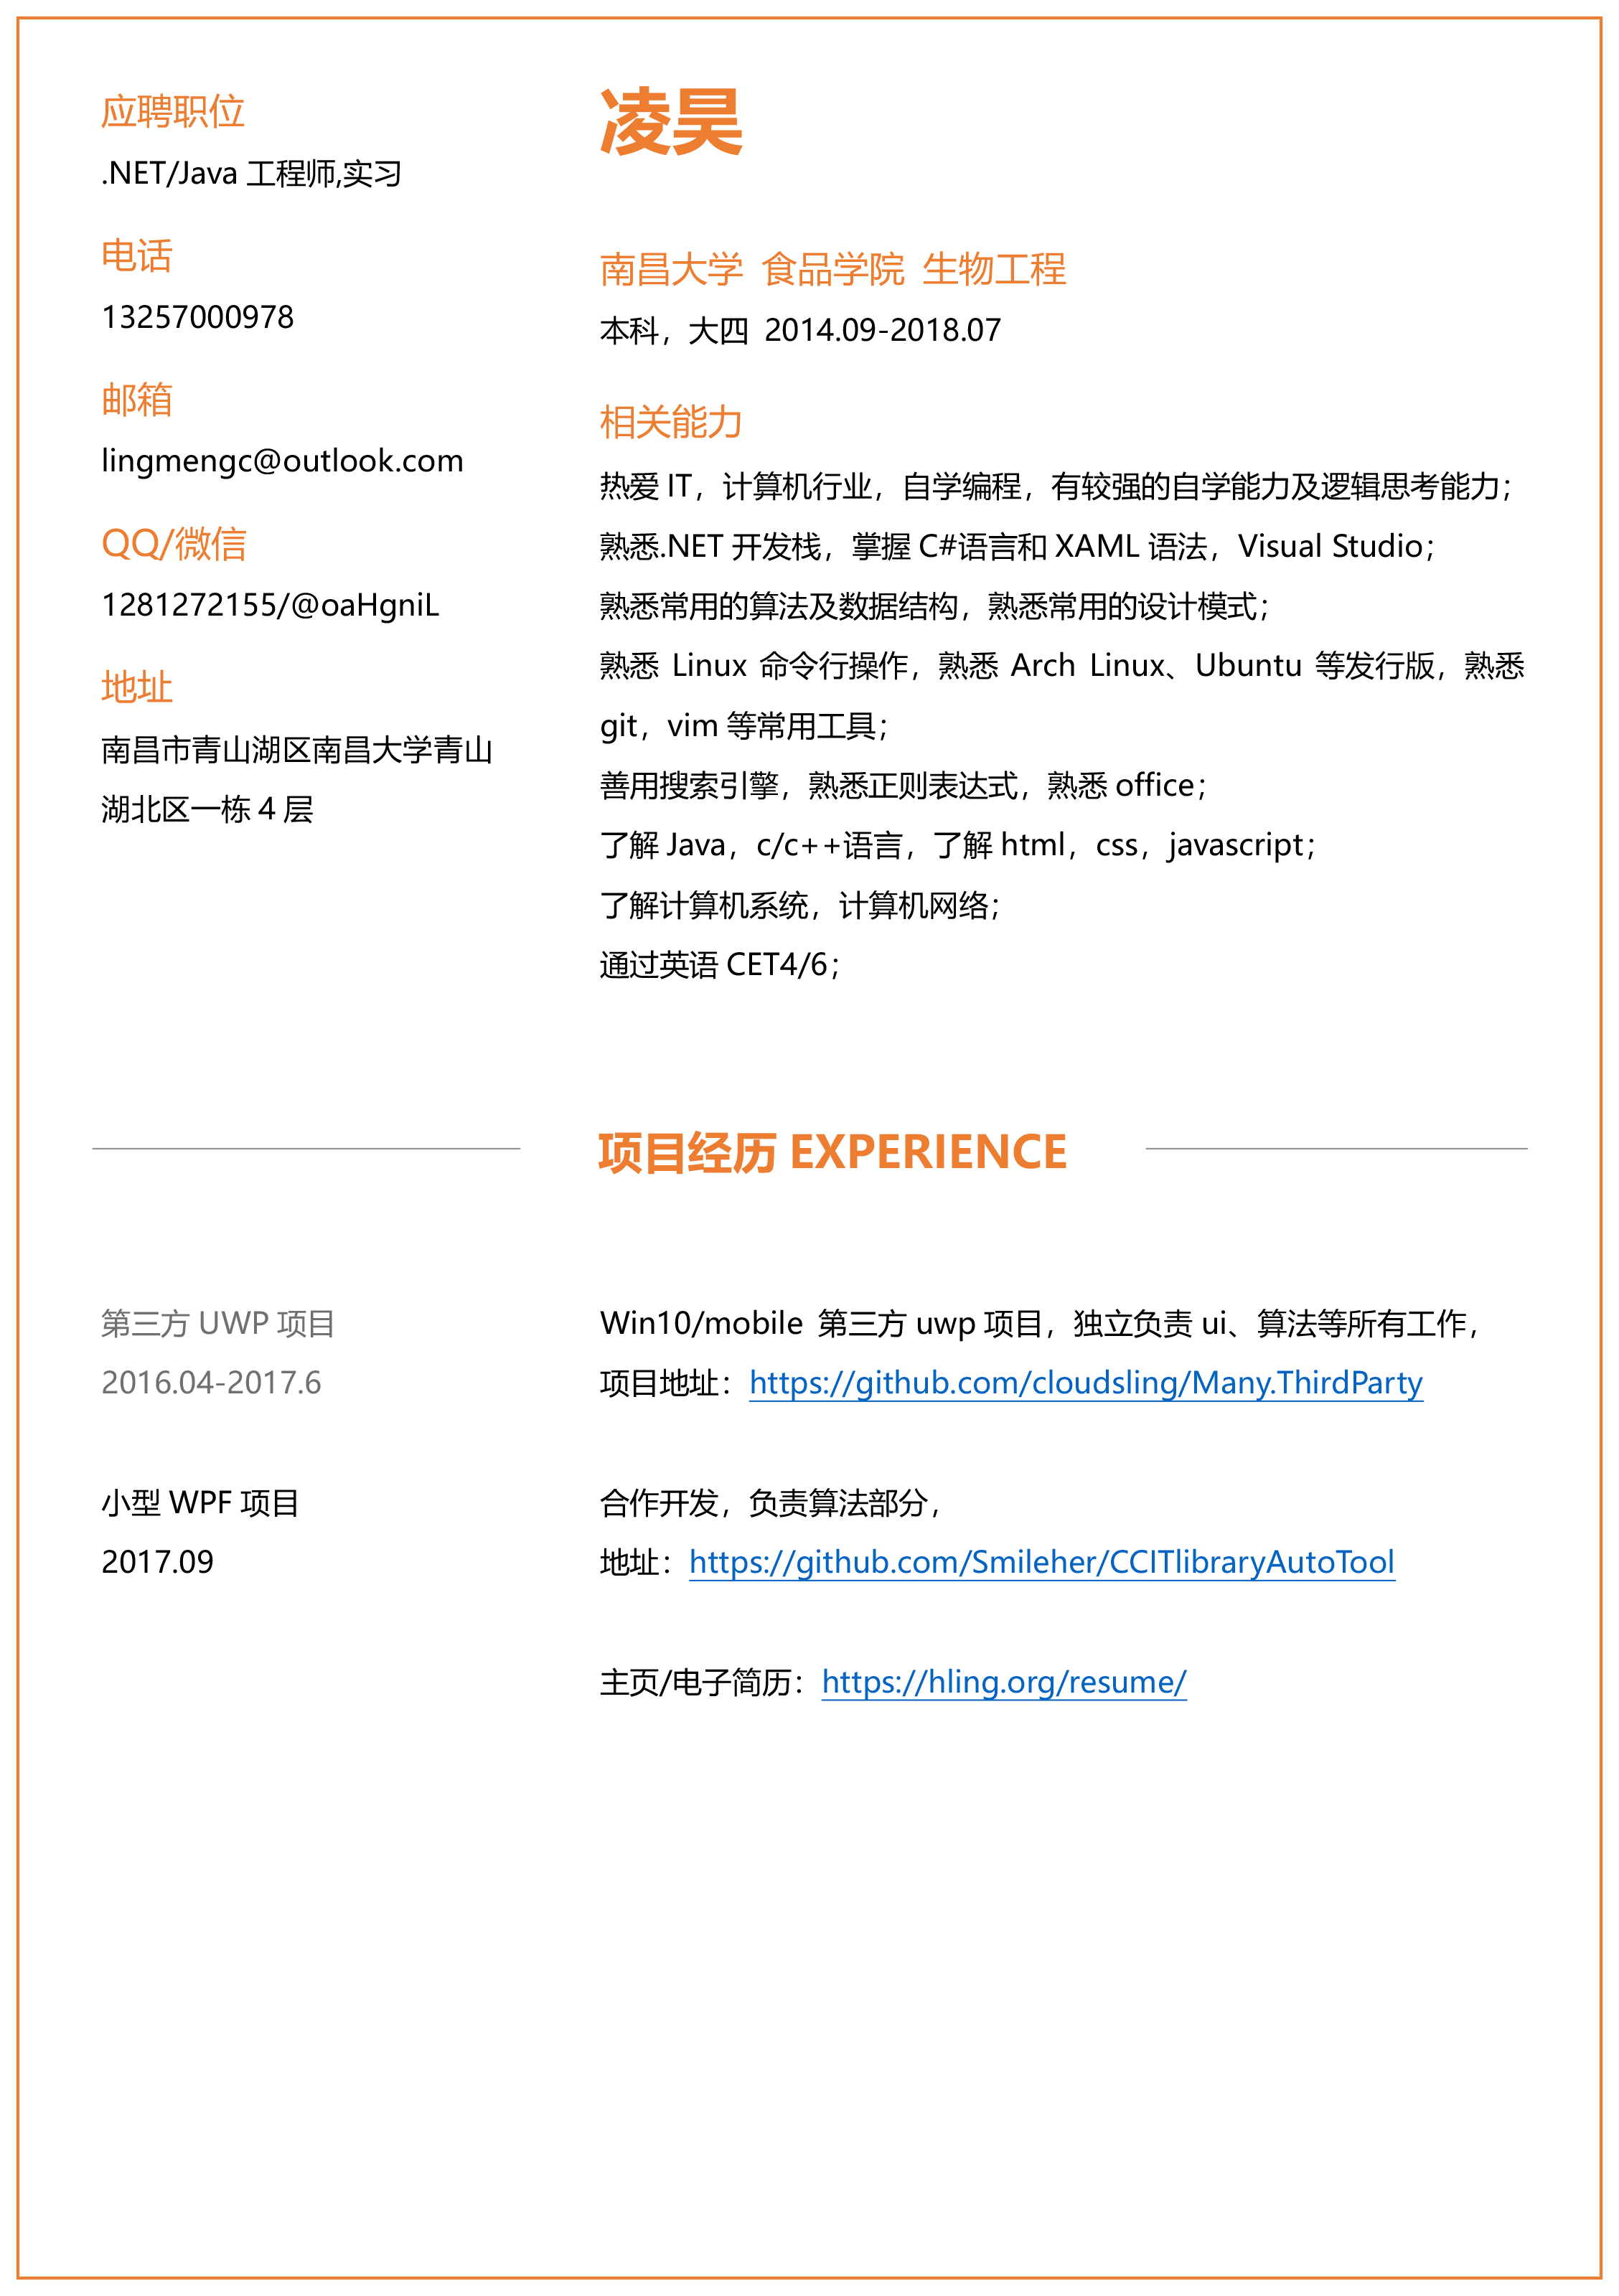 应聘职位
.NET/Java 工程师,实习
电话
13257000978
邮箱
lingmengc@outlook.com
QQ/微信
1281272155/@oaHgniL
地址
南昌市青山湖区南昌大学青山
湖北区一栋 4 层
凌昊
南昌大学 食品学院 生物工程
本科，大四 2014.09-2018.07
相关能力
热爱 IT，计算机行业，自学编程，有较强的自学能力及逻辑思考能力；
熟悉.NET 开发栈，掌握 C#语言和 XAML 语法，Visual Studio；
熟悉常用的算法及数据结构，熟悉常用的设计模式；
熟悉 Linux 命令行操作，熟悉 Arch Linux、Ubuntu 等发行版，熟悉
git，vim 等常用工具；
善用搜索引擎，熟悉正则表达式，熟悉 office；
了解 Java，c/c++语言，了解 html，css，javascript；
了解计算机系统，计算机网络；
通过英语 CET4/6；
项目经历 EXPERIENCE
第三方 UWP 项目
2016.04-2017.6
Win10/mobile 第三方 uwp 项目，独立负责 ui、算法等所有工作，
项目地址：https://github.com/cloudsling/Many.ThirdParty
小型 WPF 项目
2017.09
合作开发，负责算法部分，
地址：https://github.com/Smileher/CCITlibraryAutoTool
主页/电子简历：https://hling.org/resume/